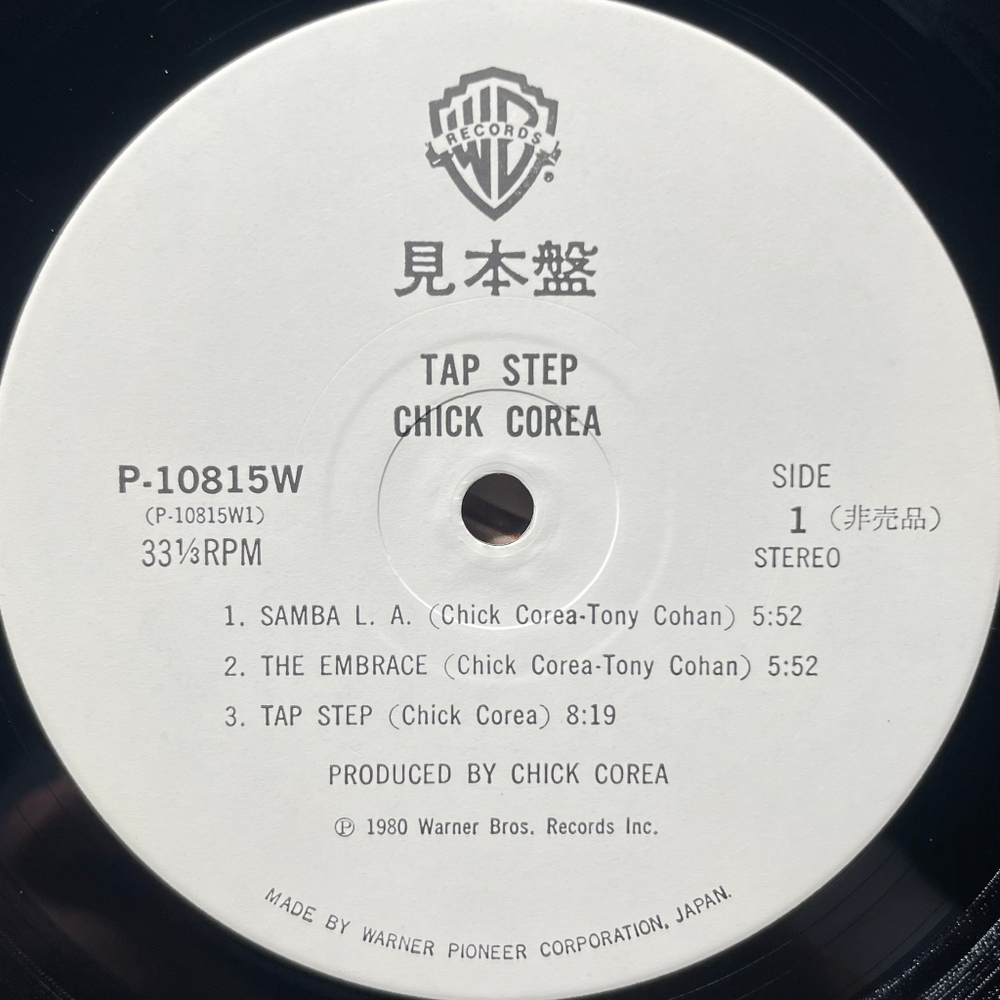 WB
RECORDS
®
見本盤
TAP STEP
CHICK COREA
P-10815W
(P-10815W1)
33⅓RPM
SIDE
1 (非売品)
STEREO
1. SAMBA L. A. (Chick Corea-Tony Cohan) 5:52
2. THE EMBRACE (Chick Corea-Tony Cohan) 5:52
3. TAP STEP (Chick Corea) 8:19
PRODUCED BY CHICK COREA
℗ 1980 Warner Bros. Records Inc.
MADE BY WARNER PIONEER CORPORATION, JAPAN.